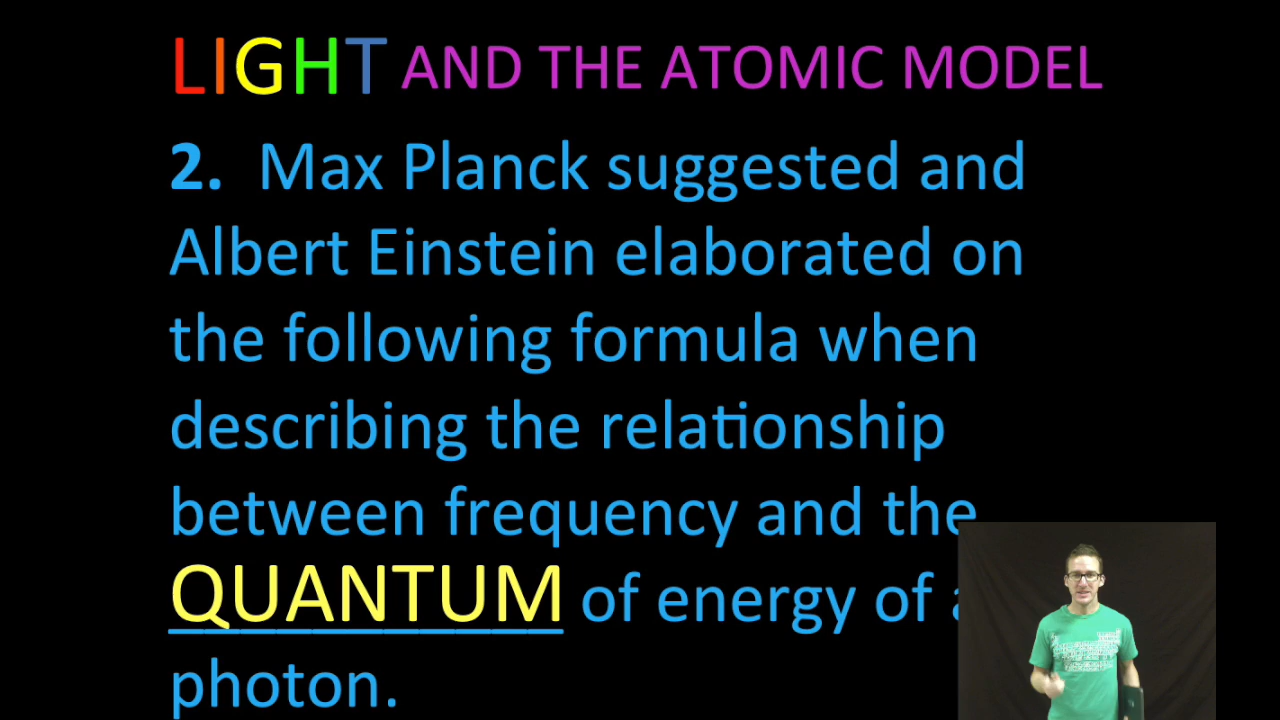 LIGHT AND THE ATOMIC MODEL
2. Max Planck suggested and
Albert Einstein elaborated on
the following formula when
describing the relationship
between frequency and the
QUANTUM of energy of a
photon.